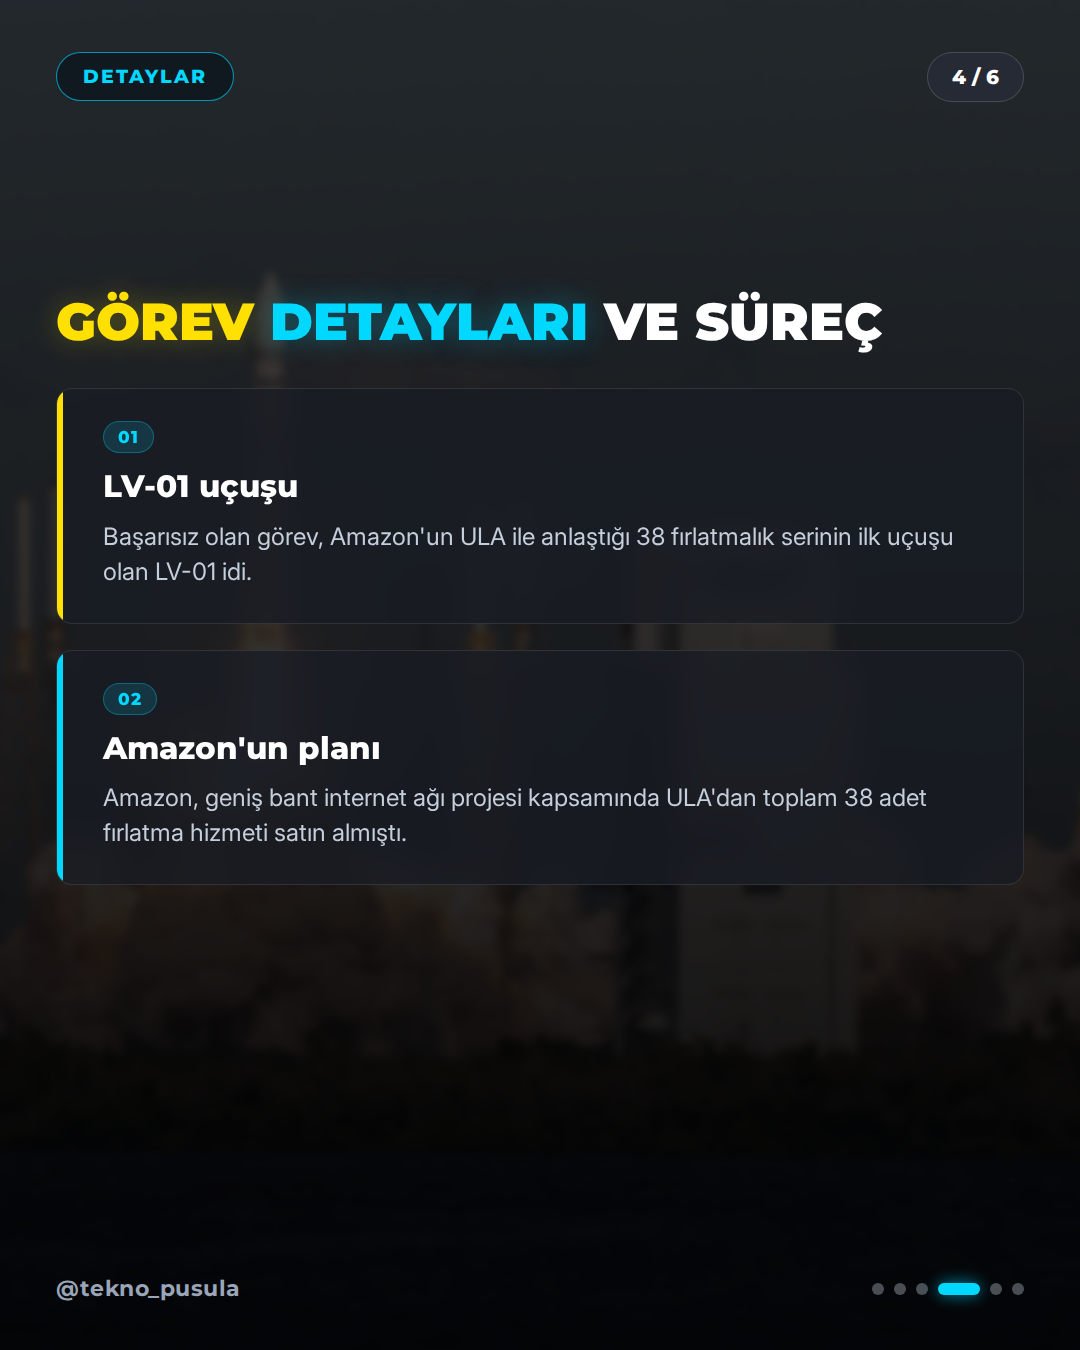 DETAYLAR
4 / 6
GÖREV DETAYLARI VE SÜREÇ
01
LV-01 uçuşu
Başarısız olan görev, Amazon'un ULA ile anlaştığı 38 fırlatmalık serinin ilk uçuşu
olan LV-01 idi.
02
Amazon'un planı
Amazon, geniş bant internet ağı projesi kapsamında ULA'dan toplam 38 adet
fırlatma hizmeti satın almıştı.
@tekno_pusula